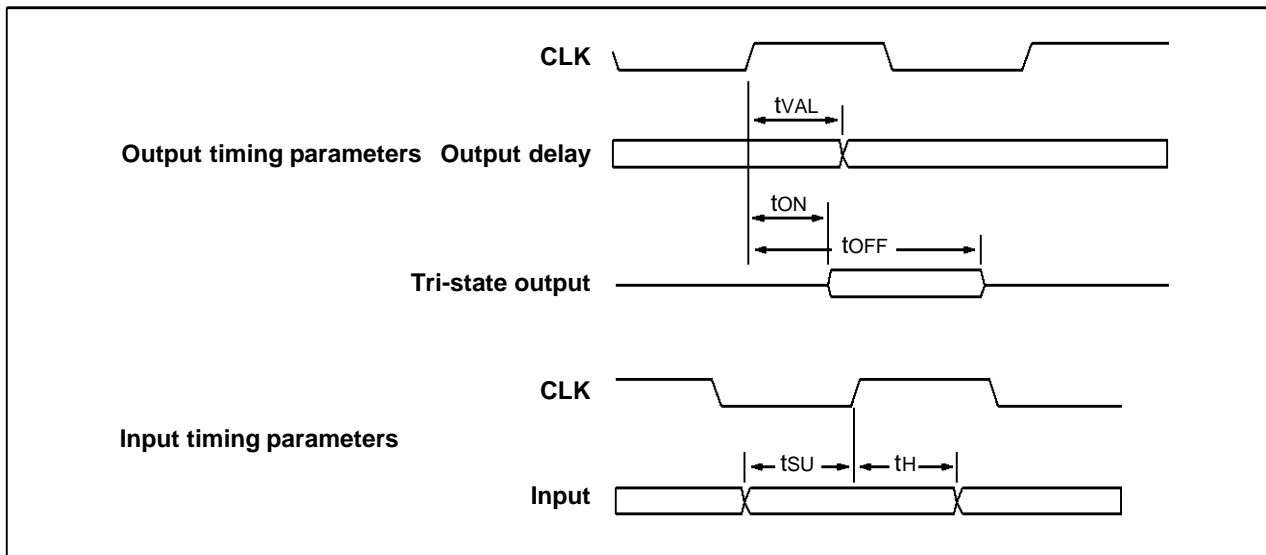 CLK
tVAL
Output timing parameters Output delay
tON
tOFF
Tri-state output
CLK
Input timing parameters
tSU tH
Input